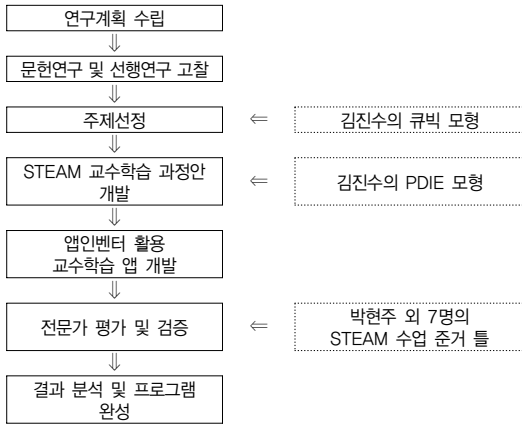 연구계획 수립
⇓
문헌연구 및 선행연구 고찰
⇓
주제선정 ⇐ 김진수의 큐빅 모형
⇓
STEAM 교수학습 과정안
개발
⇐ 김진수의 PDIE 모형
⇓
앱인벤터 활용
교수학습 앱 개발
⇓
전문가 평가 및 검증 ⇐
박현주 외 7명의
STEAM 수업 준거 틀
⇓
결과 분석 및 프로그램
완성